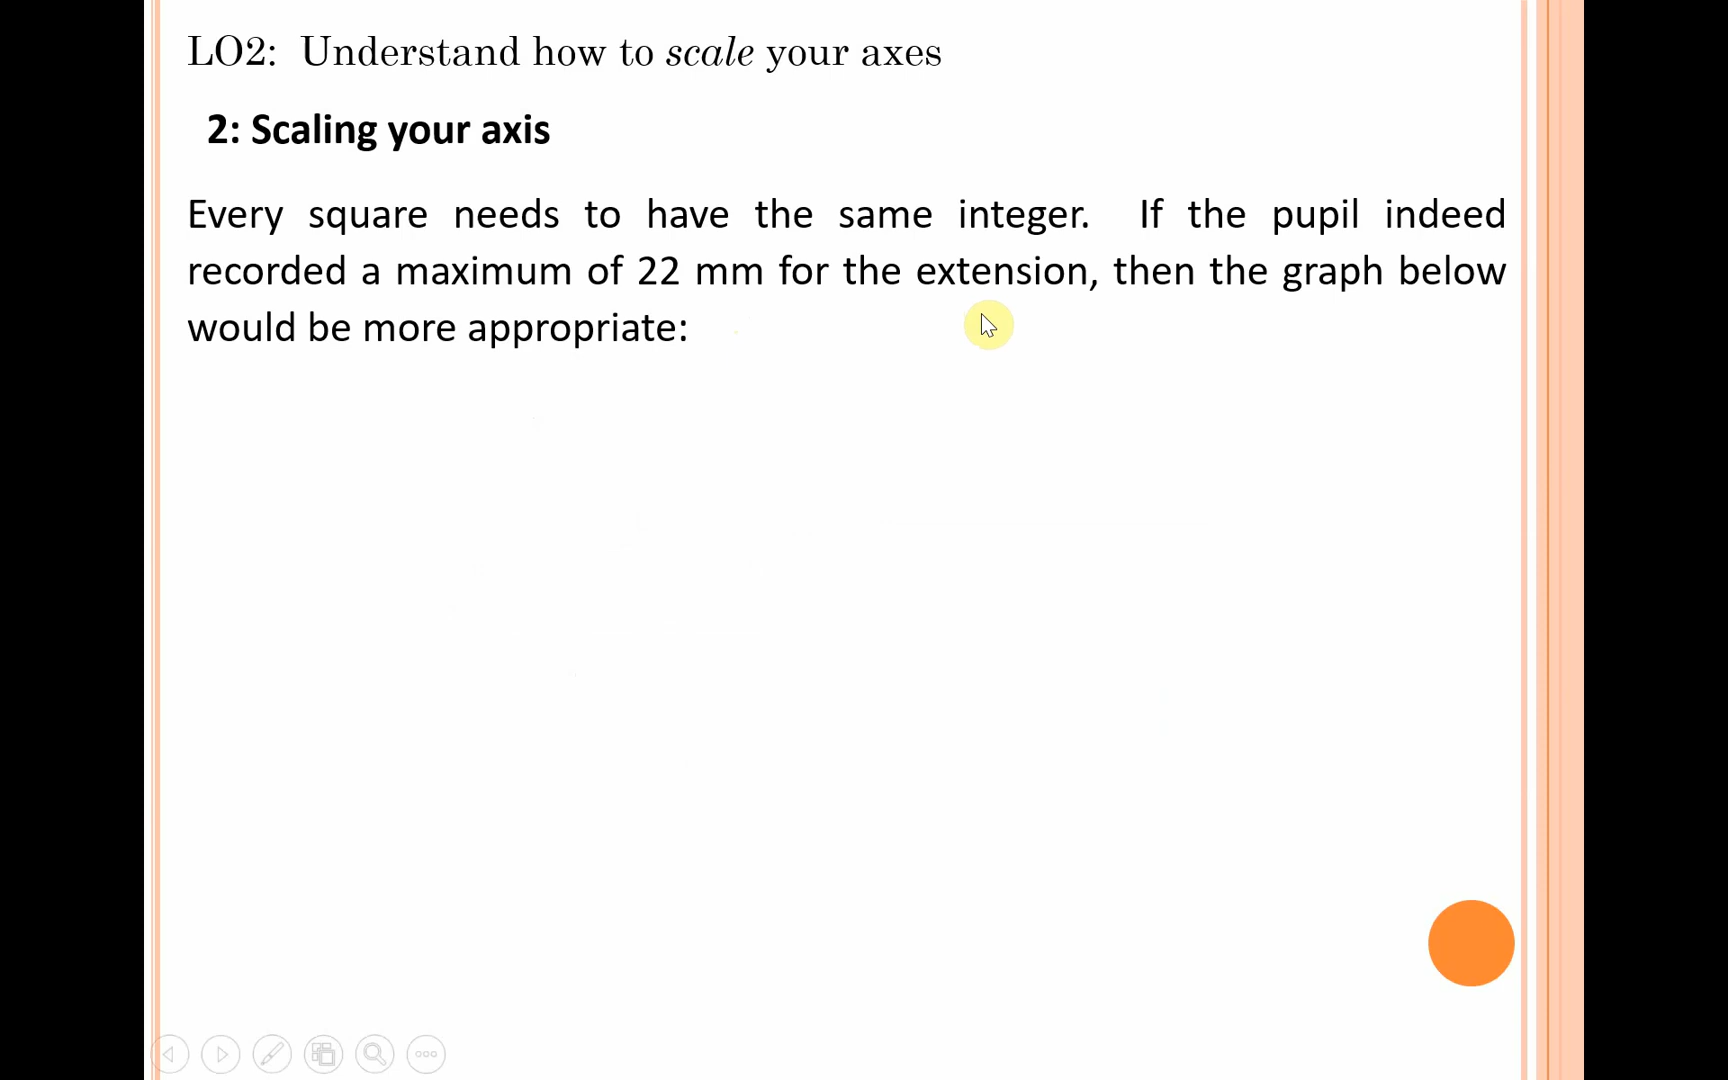 LO2: Understand how to scale your axes
2: Scaling your axis
Every square needs to have the same integer. If the pupil indeed
recorded a maximum of 22 mm for the extension, then the graph below
would be more appropriate: